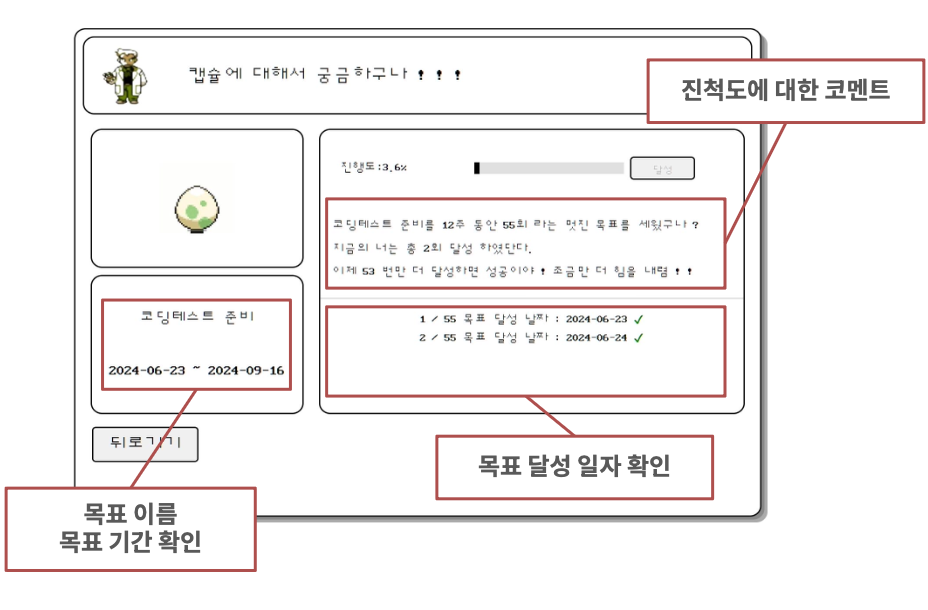 캡슐에 대해서 궁금하구나 ! ! !
진척도에 대한 코멘트
진행도 :3.6%
달성
코딩테스트 준비를 12주 동안 55회 라는 멋진 목표를 세웠구나 ?
지금의 너는 총 2회 달성 하였단다.
이제 53 번만 더 달성하면 성공이야 ! 조금만 더 힘을 내렴 ! !
1 / 55 목표 달성 날짜 : 2024-06-23 ✓
2 / 55 목표 달성 날짜 : 2024-06-24 ✓
코딩테스트 준비
2024-06-23 ~ 2024-09-16
뒤로가기
목표 달성 일자 확인
목표 이름
목표 기간 확인